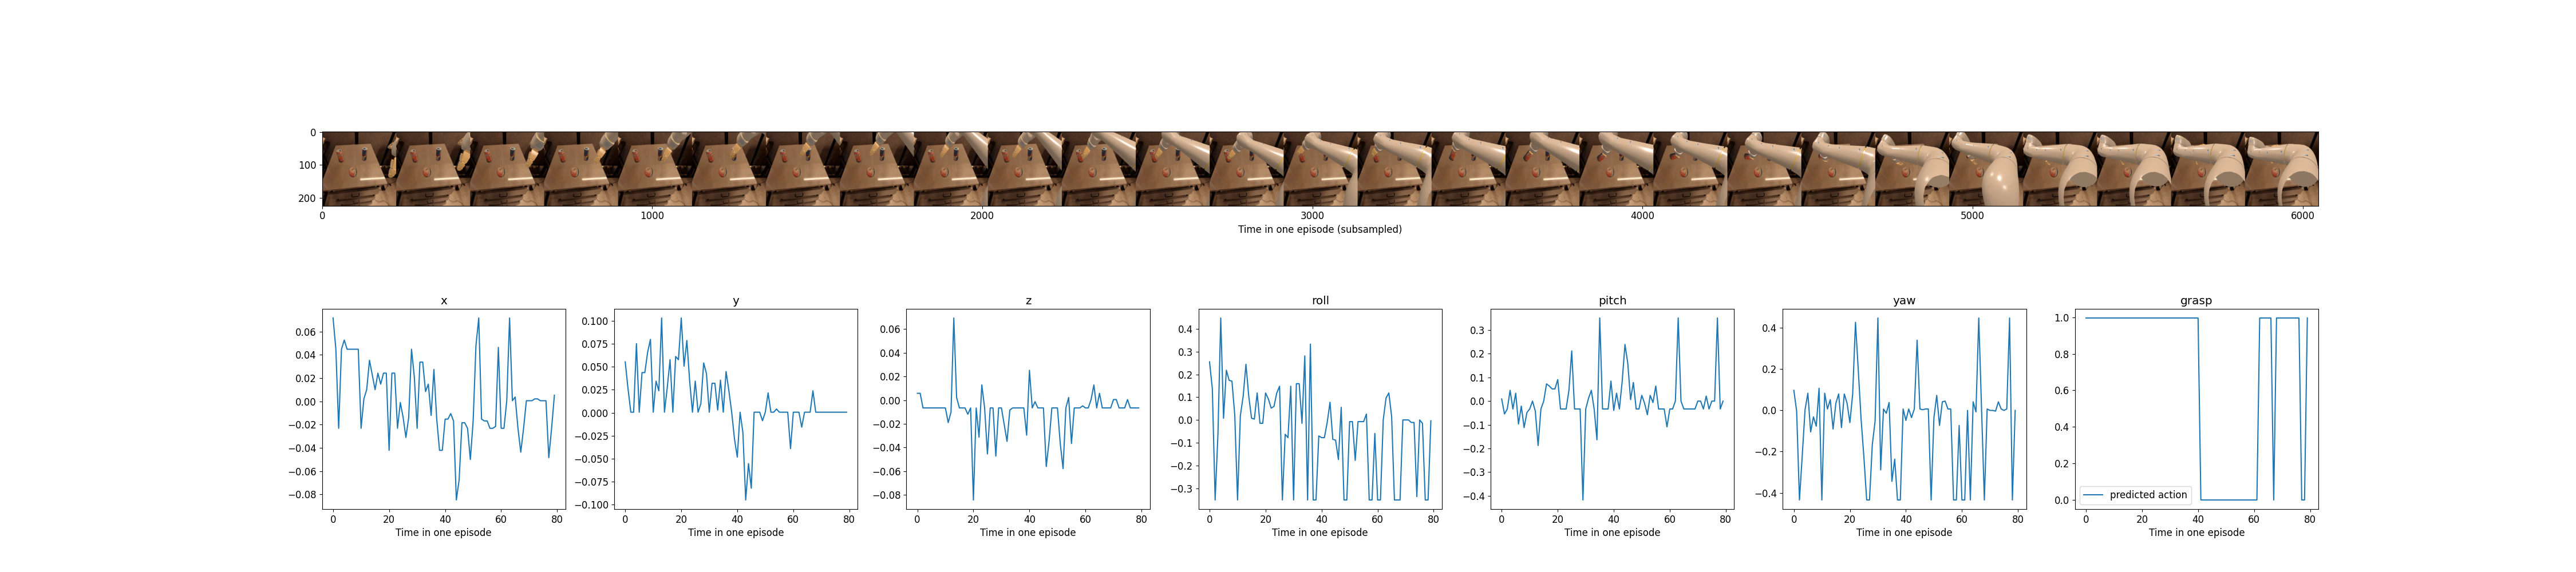 0
100
200
0 1000 2000 3000 4000 5000 6000
Time in one episode (subsampled)
x
0.06
0.04
0.02
0.00
−0.02
−0.04
−0.06
−0.08
0 20 40 60 80
Time in one episode
y
0.100
0.075
0.050
0.025
0.000
−0.025
−0.050
−0.075
−0.100
0 20 40 60 80
Time in one episode
z
0.06
0.04
0.02
0.00
−0.02
−0.04
−0.06
−0.08
0 20 40 60 80
Time in one episode
roll
0.4
0.3
0.2
0.1
0.0
−0.1
−0.2
−0.3
0 20 40 60 80
Time in one episode
pitch
0.3
0.2
0.1
0.0
−0.1
−0.2
−0.3
−0.4
0 20 40 60 80
Time in one episode
yaw
0.4
0.2
0.0
−0.2
−0.4
0 20 40 60 80
Time in one episode
grasp
1.0
0.8
0.6
0.4
0.2
0.0
predicted action
0 20 40 60 80
Time in one episode